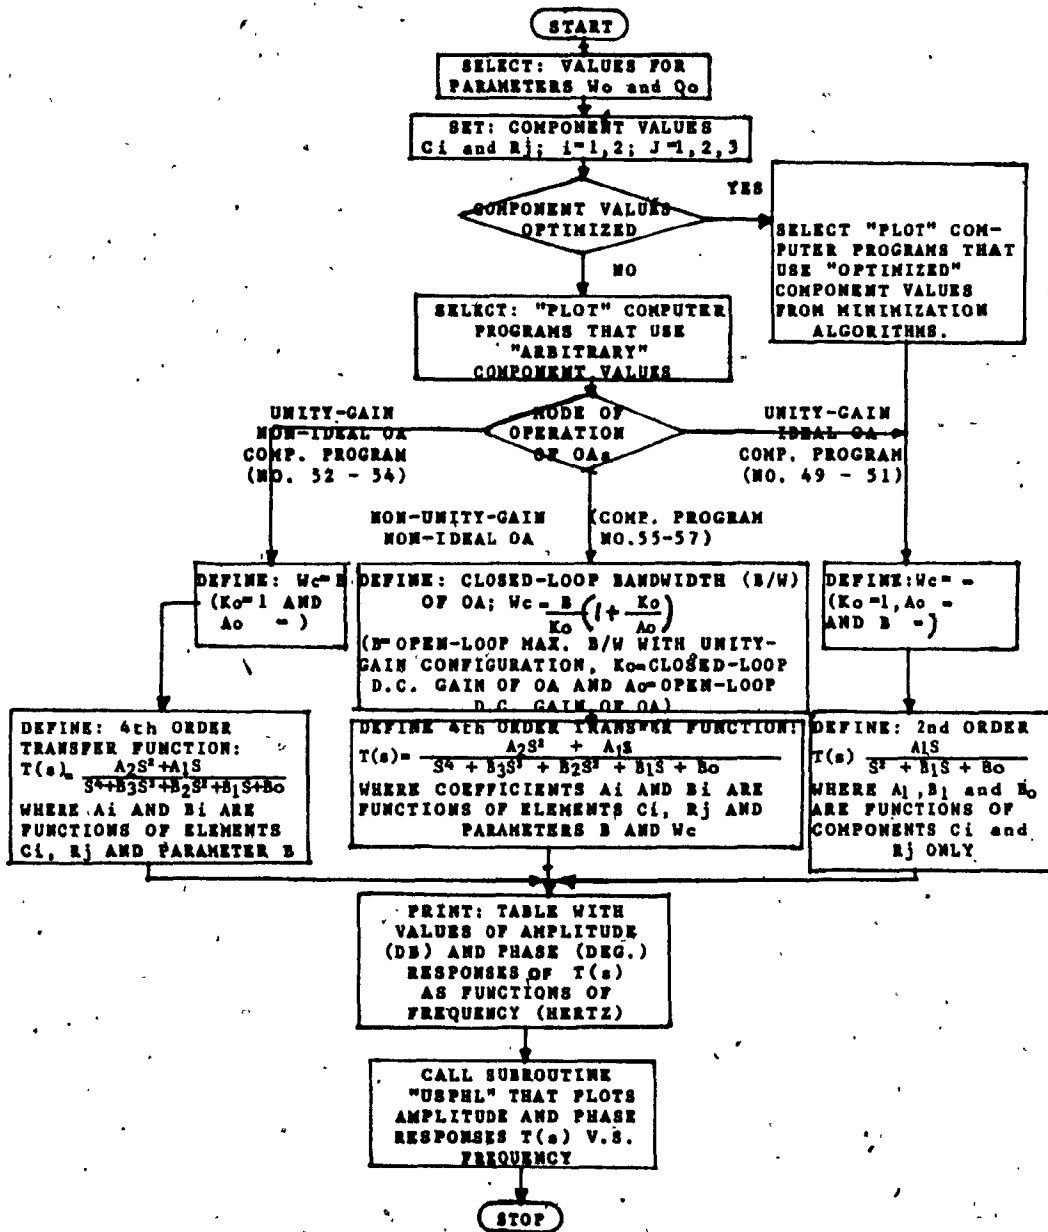 START
SELECT: VALUES FOR
PARAMETERS Wo and Qo
SET: COMPONENT VALUES
Ci and Rj; i=1,2; J=1,2,3
YES
COMPONENT VALUES
OPTIMIZED
NO
SELECT "PLOT" COM-
PUTER PROGRAMS THAT
USE "OPTIMIZED"
COMPONENT VALUES
FROM MINIMIZATION
ALGORITHMS.
SELECT: "PLOT" COMPUTER
PROGRAMS THAT USE
"ARBITRARY"
COMPONENT VALUES
UNITY-GAIN
NON-IDEAL OA
COMP. PROGRAM
(NO. 52 - 54)
MODE OF
OPERATION
OF OAs
UNITY-GAIN
IDEAL OA
COMP. PROGRAM
(NO. 49 - 51)
NON-UNITY-GAIN (COMP. PROGRAM
NON-IDEAL OA NO.55-57)
DEFINE: Wc=B
(Ko=1 AND
Ao = )
DEFINE: CLOSED-LOOP BANDWIDTH (B/W)
OF OA; Wc = B/Ko (1 + Ko/Ao)
(B=OPEN-LOOP MAX. B/W WITH UNITY-
GAIN CONFIGURATION, Ko=CLOSED-LOOP
D.C. GAIN OF OA AND Ao=OPEN-LOOP
D.C. GAIN OF OA)
DEFINE:Wc= =
(Ko=1, Ao =
AND B =)
DEFINE: 4th ORDER
TRANSFER FUNCTION:
T(s)= A2S²+A1S / S⁴+B3S³+B2S²+B1S+Bo
WHERE Ai AND Bi ARE
FUNCTIONS OF ELEMENTS
Ci, Rj AND PARAMETER B
DEFINE 4th ORDER TRANSFER FUNCTION:
T(s)= A2S² + A1S / S⁴ + B3S³ + B2S² + B1S + Bo
WHERE COEFFICIENTS Ai AND Bi ARE
FUNCTIONS OF ELEMENTS Ci, Rj AND
PARAMETERS B AND Wc
DEFINE: 2nd ORDER
T(s) A1S / S² + B1S + Bo
WHERE A1, B1 and Bo
ARE FUNCTIONS OF
COMPONENTS Ci and
Rj ONLY
PRINT: TABLE WITH
VALUES OF AMPLITUDE
(DB) AND PHASE (DEG.)
RESPONSES OF T(s)
AS FUNCTIONS OF
FREQUENCY (HERTZ)
CALL SUBROUTINE
"USPHL" THAT PLOTS
AMPLITUDE AND PHASE
RESPONSES T(s) V.S.
FREQUENCY
STOP